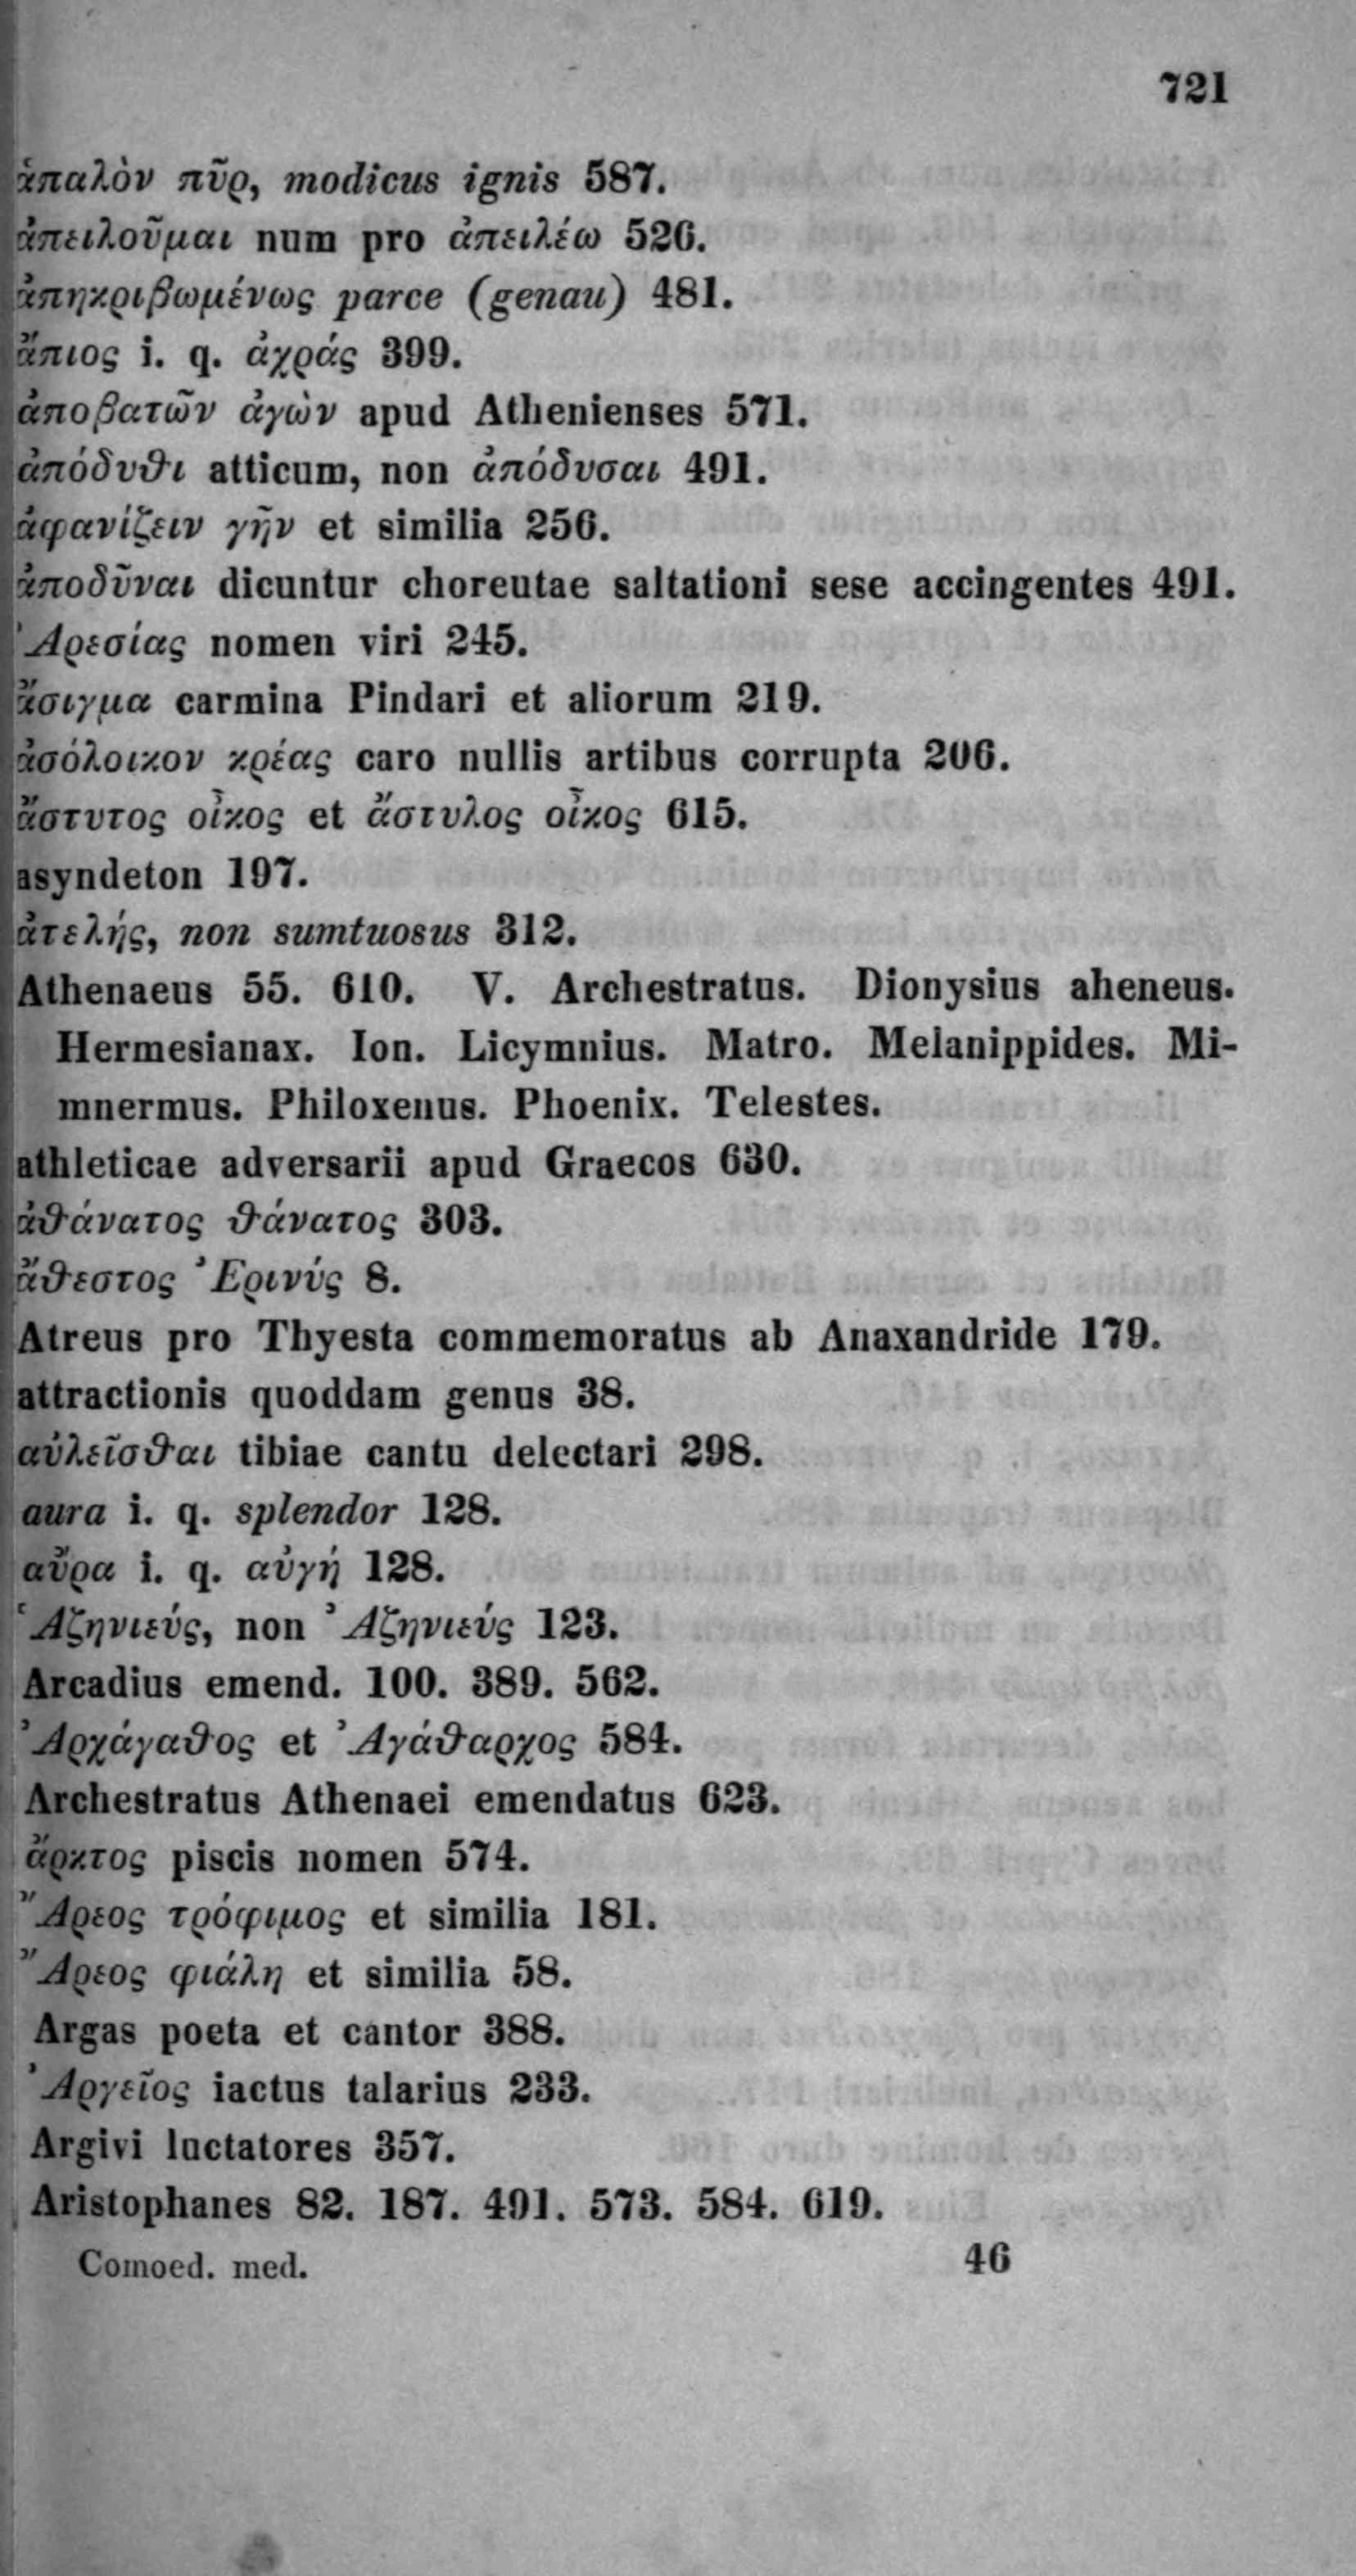 721
ἁπαλὸν πῦρ, modicus ignis 587.
ἀπειλοῦμαι num pro ἀπειλέω 526.
ἀπηκριβωμένως parce (genau) 481.
ἄπιος i. q. ἀχράς 399.
ἀποβατῶν ἀγὼν apud Athenienses 571.
ἀπόδυθι atticum, non ἀπόδυσαι 491.
ἀφανίζειν γῆν et similia 256.
ἀποδῦναι dicuntur choreutae saltationi sese accingentes 491.
Ἀρεσίας nomen viri 245.
ἄσιγμα carmina Pindari et aliorum 219.
ἀσόλοικον κρέας caro nullis artibus corrupta 206.
ἄστυτος οἶκος et ἄστυλος οἶκος 615.
asyndeton 197.
ἀτελής, non sumtuosus 312.
Athenaeus 55. 610. V. Archestratus. Dionysius aheneus.
Hermesianax. Ion. Licymnius. Matro. Melanippides. Mi-
mnermus. Philoxenus. Phoenix. Telestes.
athleticae adversarii apud Graecos 630.
ἀθάνατος θάνατος 303.
ἄθεστος Ἐρινύς 8.
Atreus pro Thyesta commemoratus ab Anaxandride 179.
attractionis quoddam genus 38.
αὐλεῖσθαι tibiae cantu delectari 298.
aura i. q. splendor 128.
αὔρα i. q. αὐγή 128.
Ἁζηνιεύς, non Ἀζηνιεύς 123.
Arcadius emend. 100. 389. 562.
Ἀρχάγαθος et Ἀγάθαρχος 584.
Archestratus Athenaei emendatus 623.
ἄρκτος piscis nomen 574.
Ἄρεος τρόφιμος et similia 181.
Ἄρεος φιάλη et similia 58.
Argas poeta et cantor 388.
Ἀργεῖος iactus talarius 233.
Argivi luctatores 357.
Aristophanes 82. 187. 491. 573. 584. 619.
Comoed. med. 46